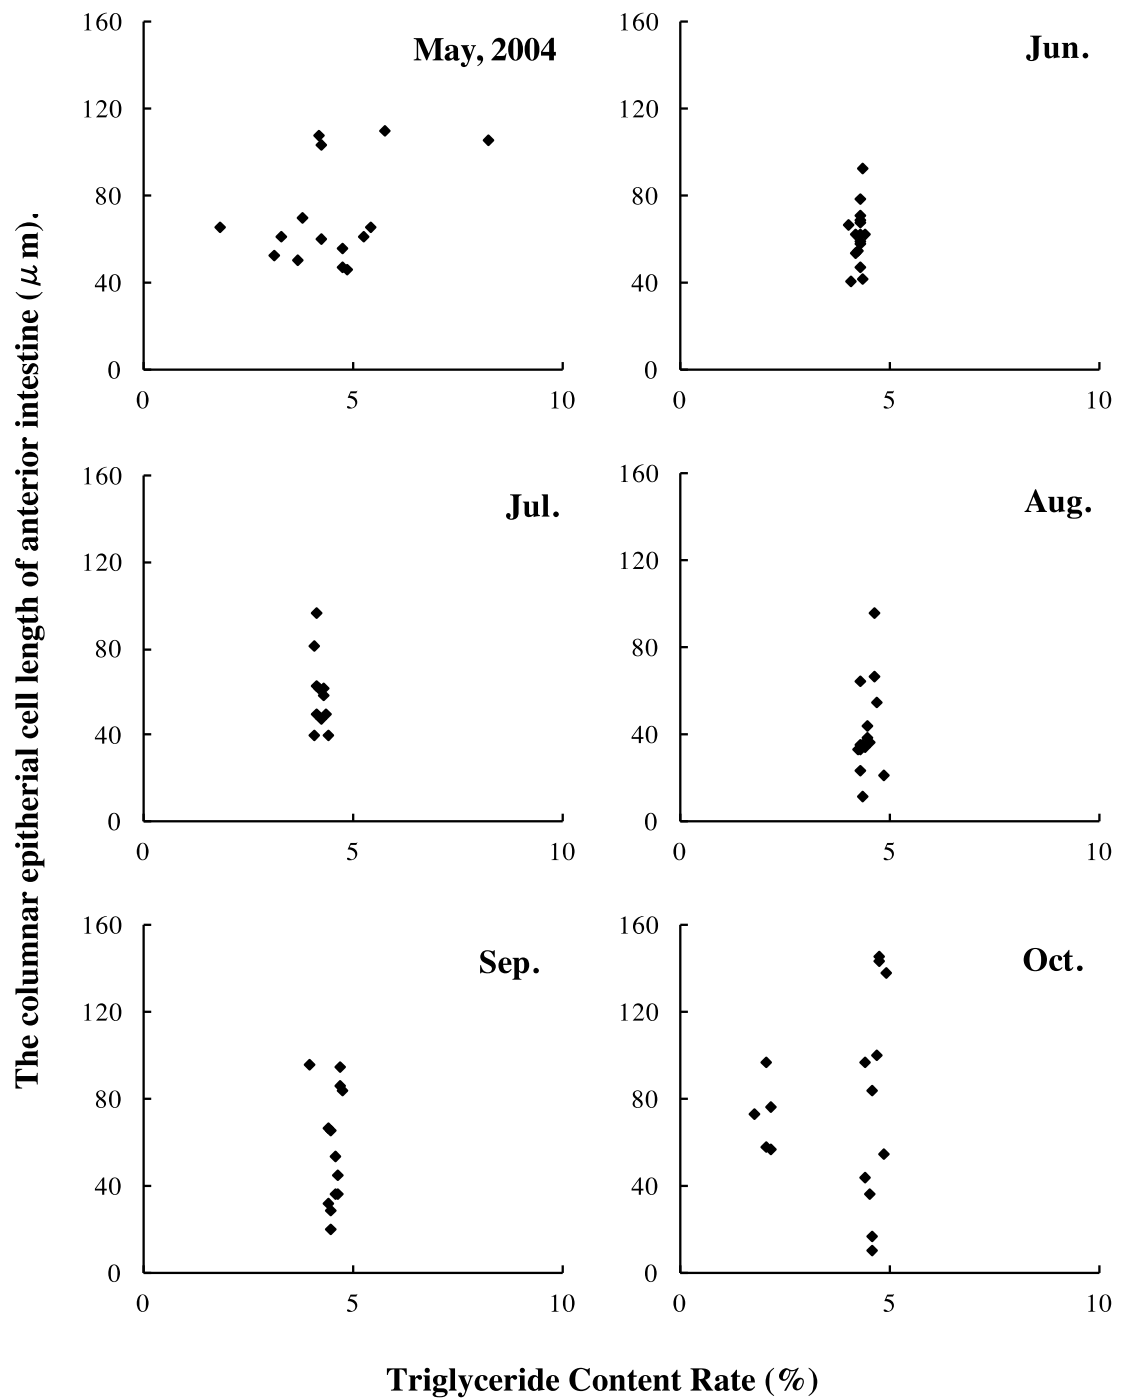 The columnar epitherial cell length of anterior intestine (μm).
May, 2004
160
120
80
40
0
0 5 10
Jun.
160
120
80
40
0
0 5 10
Jul.
160
120
80
40
0
0 5 10
Aug.
160
120
80
40
0
0 5 10
Sep.
160
120
80
40
0
0 5 10
Oct.
160
120
80
40
0
0 5 10
Triglyceride Content Rate (%)